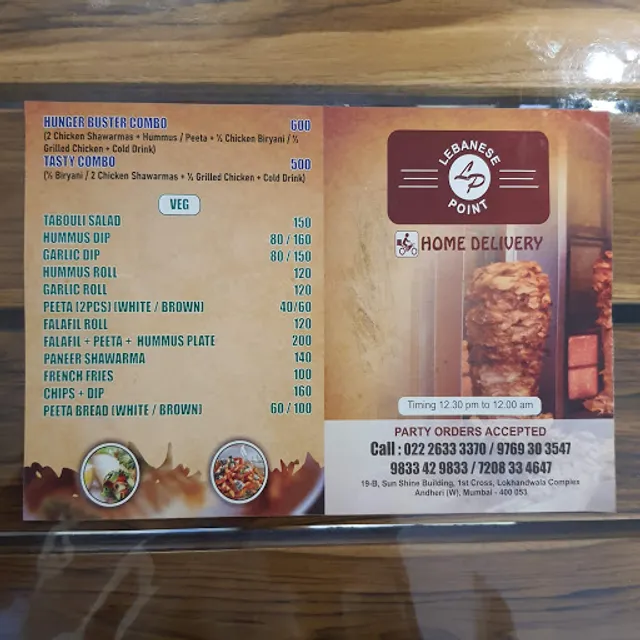 HUNGER BUSTER COMBO 600
(2 Chicken Shawarmas + Hummus / Peeta + ½ Chicken Biryani / ½
Grilled Chicken + Cold Drink)
TASTY COMBO 500
(½ Biryani / 2 Chicken Shawarmas + ½ Grilled Chicken + Cold Drink)
VEG
TABOULI SALAD 150
HUMMUS DIP 80 / 160
GARLIC DIP 80 / 150
HUMMUS ROLL 120
GARLIC ROLL 120
PEETA (2PCS) (WHITE / BROWN) 40/60
FALAFIL ROLL 120
FALAFIL + PEETA + HUMMUS PLATE 200
PANEER SHAWARMA 140
FRENCH FRIES 100
CHIPS + DIP 160
PEETA BREAD (WHITE / BROWN) 60 / 100
LEBANESE
LP
POINT
HOME DELIVERY
Timing 12.30 pm to 12.00 am
PARTY ORDERS ACCEPTED
Call : 022 2633 3370 / 9769 30 3547
9833 42 9833 / 7208 33 4647
19-B, Sun Shine Building, 1st Cross, Lokhandwala Complex
Andheri (W), Mumbai - 400 053.